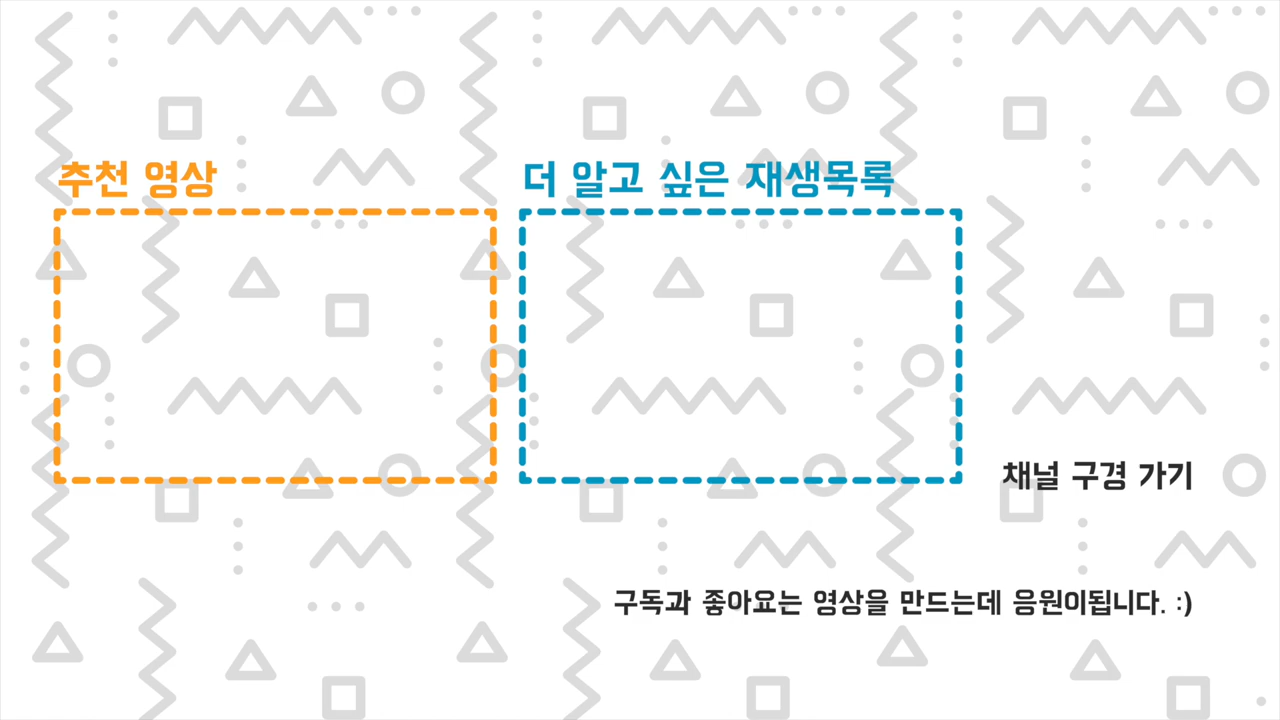 추천 영상
더 알고 싶은 재생목록
채널 구경 가기
구독과 좋아요는 영상을 만드는데 응원이됩니다. :)